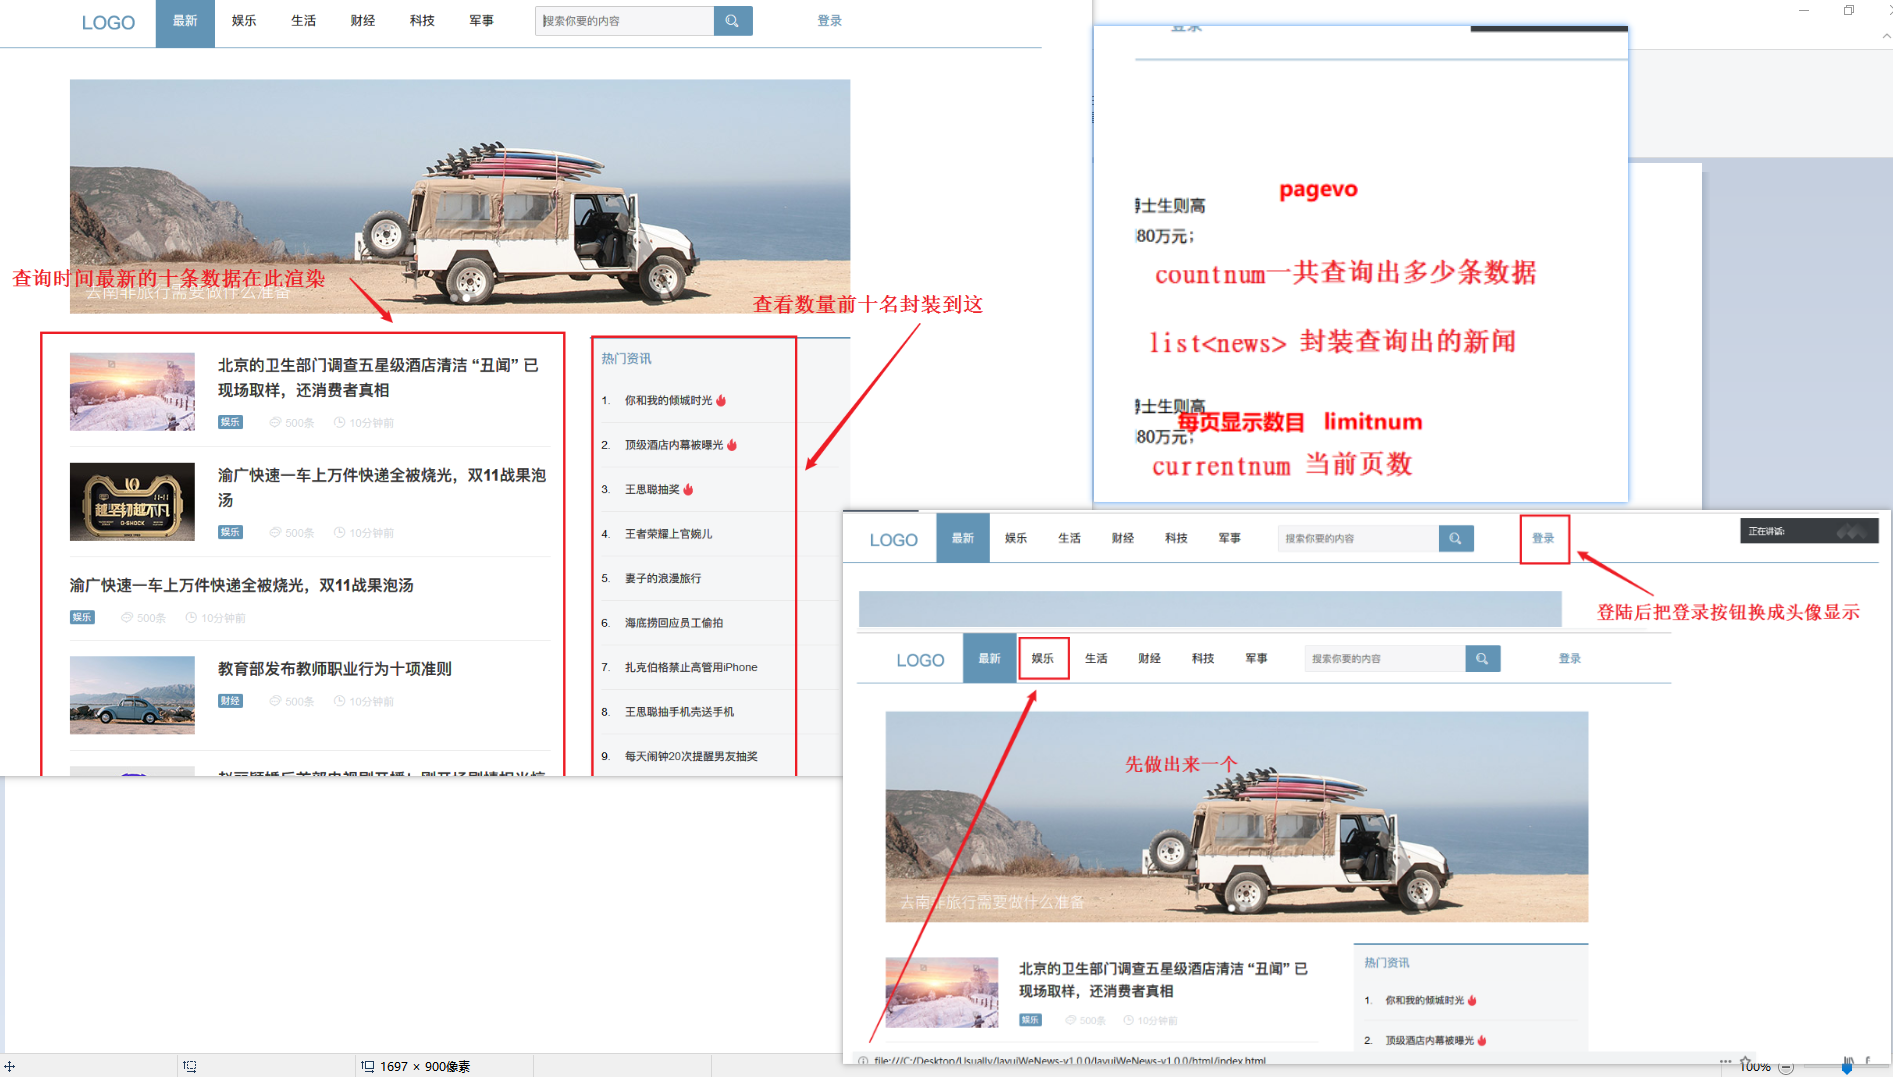 LOGO
最新
娱乐
生活
财经
科技
军事
搜索你要的内容
登录
去南非旅行需要做什么准备
查询时间最新的十条数据在此渲染
查看数量前十名封装到这
北京的卫生部门调查五星级酒店清洁 “丑闻” 已
现场取样，还消费者真相
娱乐 500条 10分钟前
渝广快速一车上万件快递全被烧光，双11战果泡
汤
娱乐 500条 10分钟前
渝广快速一车上万件快递全被烧光，双11战果泡汤
娱乐 500条 10分钟前
教育部发布教师职业行为十项准则
财经 500条 10分钟前
热门资讯
1. 你和我的倾城时光
2. 顶级酒店内幕被曝光
3. 王思聪抽奖
4. 王者荣耀上官婉儿
5. 妻子的浪漫旅行
6. 海底捞回应员工偷拍
7. 扎克伯格禁止高管用iPhone
8. 王思聪抽手机壳送手机
9. 每天闹钟20次提醒男友抽奖
登录
pagevo
博士生则高
80万元；
countnum一共查询出多少条数据
list<news> 封装查询出的新闻
博士生则高
每页显示数目 limitnum
80万元；
currentnum 当前页数
LOGO
最新
娱乐
生活
财经
科技
军事
搜索你要的内容
登录
正在讲话:
登陆后把登录按钮换成头像显示
LOGO
最新
娱乐
生活
财经
科技
军事
搜索你要的内容
登录
先做出来一个
去南非旅行需要做什么准备
北京的卫生部门调查五星级酒店清洁 “丑闻” 已
现场取样，还消费者真相
娱乐 500条 10分钟前
热门资讯
1. 你和我的倾城时光
2. 顶级酒店内幕被曝光
file:///C:/Desktop/Usually/layuiWeNews-v1.0.0/layuiWeNews-v1.0.0/html/index.html
1697 × 900像素
100%